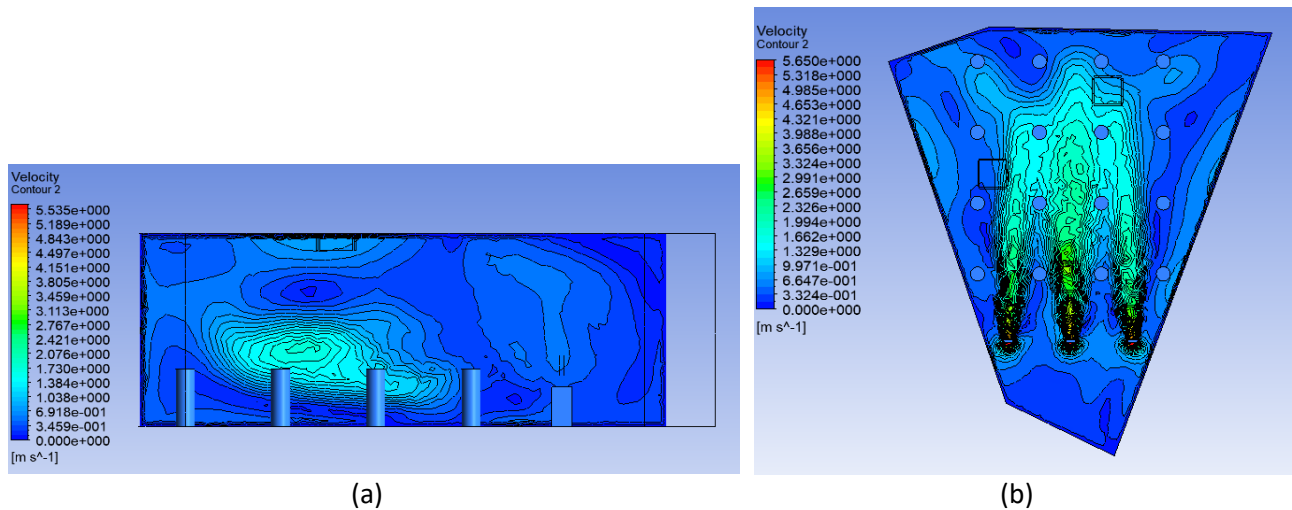 Velocity
Contour 2
5.535e+000
5.189e+000
4.843e+000
4.497e+000
4.151e+000
3.805e+000
3.459e+000
3.113e+000
2.767e+000
2.421e+000
2.076e+000
1.730e+000
1.384e+000
1.038e+000
6.918e-001
3.459e-001
0.000e+000
[m s^-1]
(a)
Velocity
Contour 2
5.650e+000
5.318e+000
4.985e+000
4.653e+000
4.321e+000
3.988e+000
3.656e+000
3.324e+000
2.991e+000
2.659e+000
2.326e+000
1.994e+000
1.662e+000
1.329e+000
9.971e-001
6.647e-001
3.324e-001
0.000e+000
[m s^-1]
(b)